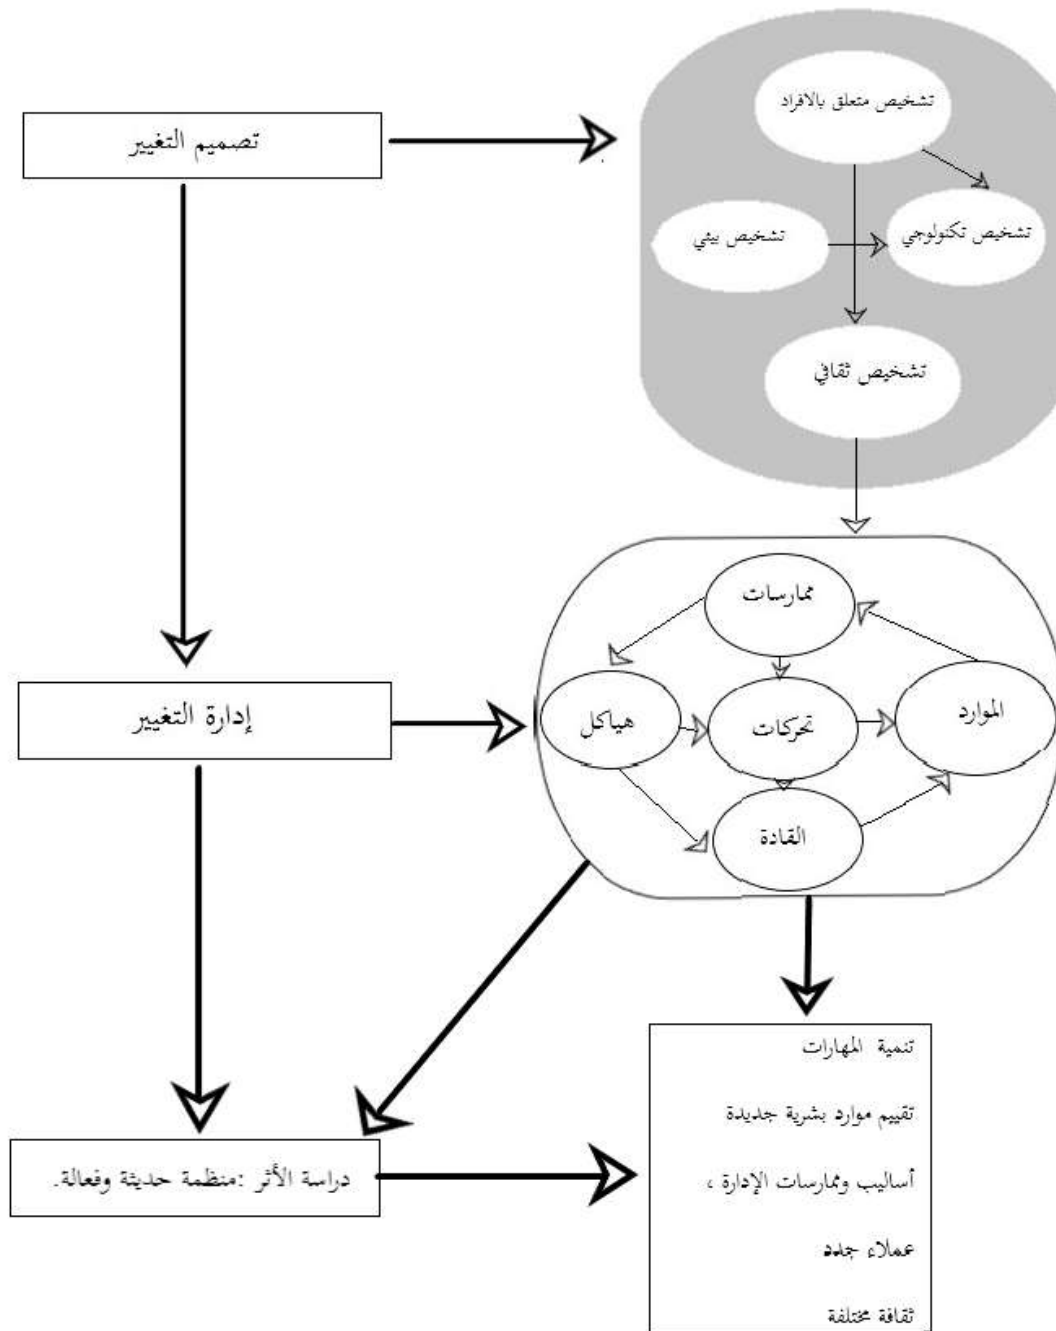 تشخيص متعلق بالافراد
تصميم التغيير
تشخيص تكنولوجي
تشخيص بيئي
تشخيص ثقافي
ممارسات
الموارد
تحركات
هياكل
إدارة التغيير
القادة
تنمية المهارات
تقييم موارد بشرية جديدة
أساليب وممارسات الإدارة ،
عملاء جدد
ثقافة مختلفة
دراسة الأثر :منظمة حديثة وفعالة.